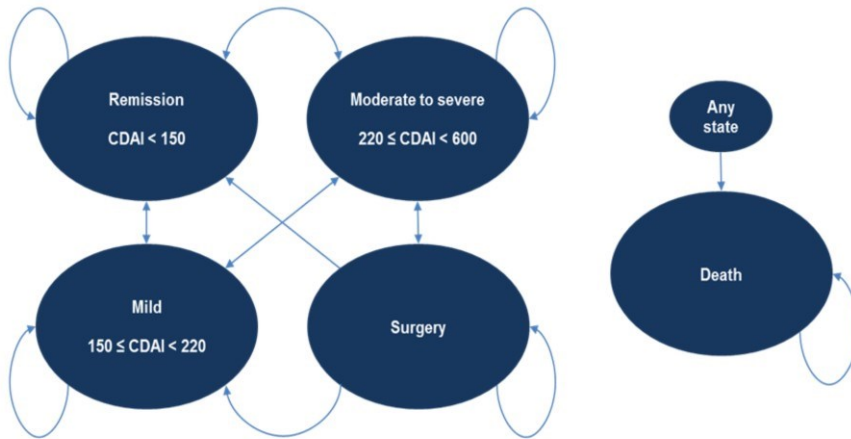 Remission
CDAI < 150
Moderate to severe
220 ≤ CDAI < 600
Any
state
Mild
150 ≤ CDAI < 220
Surgery
Death